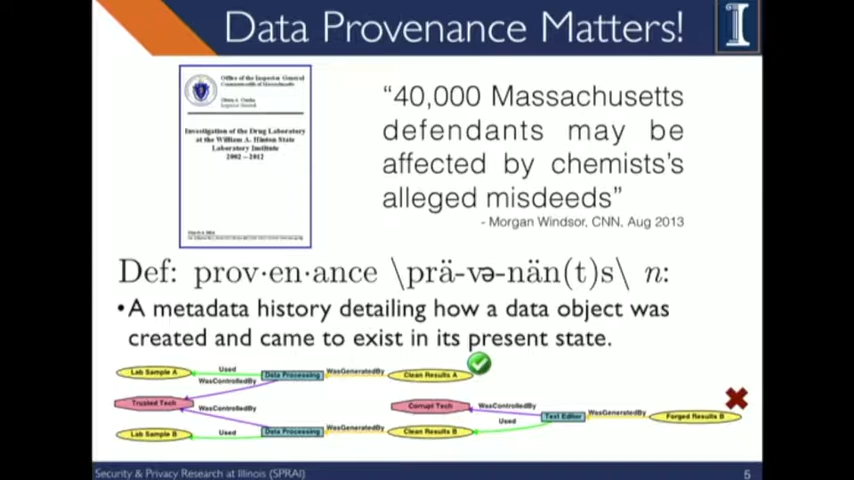 Data Provenance Matters!
I
Office of the Inspector General
Commonwealth of Massachusetts
Inspector General
Investigation of the Drug Laboratory
at the William A. Hinton State
Laboratory Institute
2002 – 2012
“40,000 Massachusetts
defendants may be
affected by chemists's
alleged misdeeds”
- Morgan Windsor, CNN, Aug 2013
Def: prov·en·ance \prä-və-nän(t)s\ n:
•A metadata history detailing how a data object was
created and came to exist in its present state.
Lab Sample A
Used
Data Processing
WasGeneratedBy
Clean Results A
WasControlledBy
Trusted Tech
Corrupt Tech
WasControlledBy
WasControlledBy
Text Editor
WasGeneratedBy
Forged Results B
Lab Sample B
Used
Data Processing
WasGeneratedBy
Clean Results B
Used
Security & Privacy Research at Illinois (SPRAI)
5